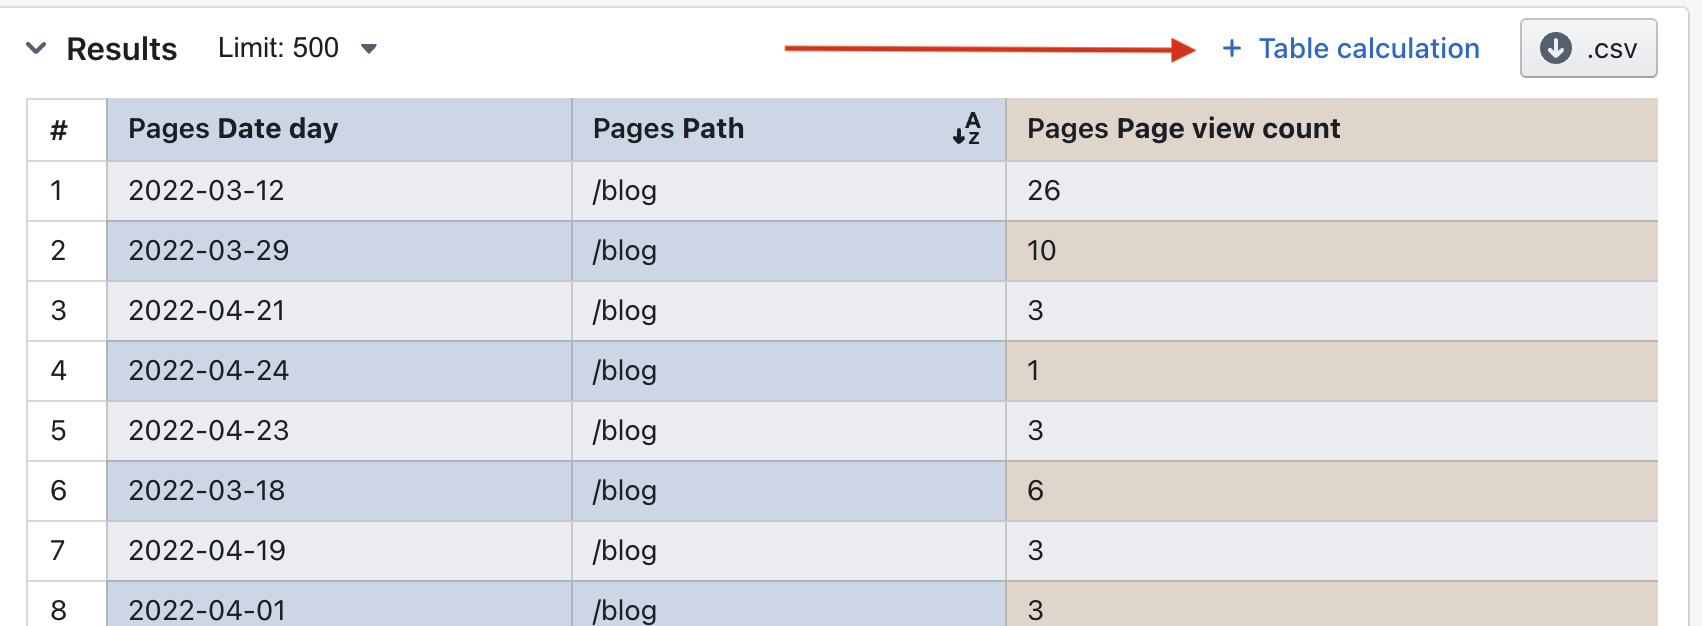 Results Limit: 500 + Table calculation .csv
# Pages Date day Pages Path AZ Pages Page view count
1 2022-03-12 /blog 26
2 2022-03-29 /blog 10
3 2022-04-21 /blog 3
4 2022-04-24 /blog 1
5 2022-04-23 /blog 3
6 2022-03-18 /blog 6
7 2022-04-19 /blog 3
8 2022-04-01 /blog 3